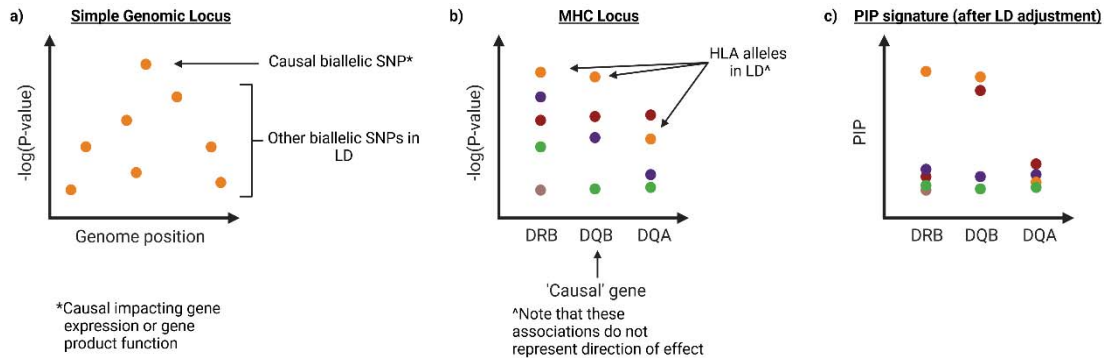 a)
Simple Genomic Locus
-log(P-value)
Causal biallelic SNP*
Other biallelic SNPs in
LD
Genome position
*Causal impacting gene
expression or gene
product function
b)
MHC Locus
-log(P-value)
HLA alleles
in LD^
DRB
DQB
DQA
'Causal' gene
^Note that these
associations do not
represent direction of effect
c)
PIP signature (after LD adjustment)
PIP
DRB
DQB
DQA